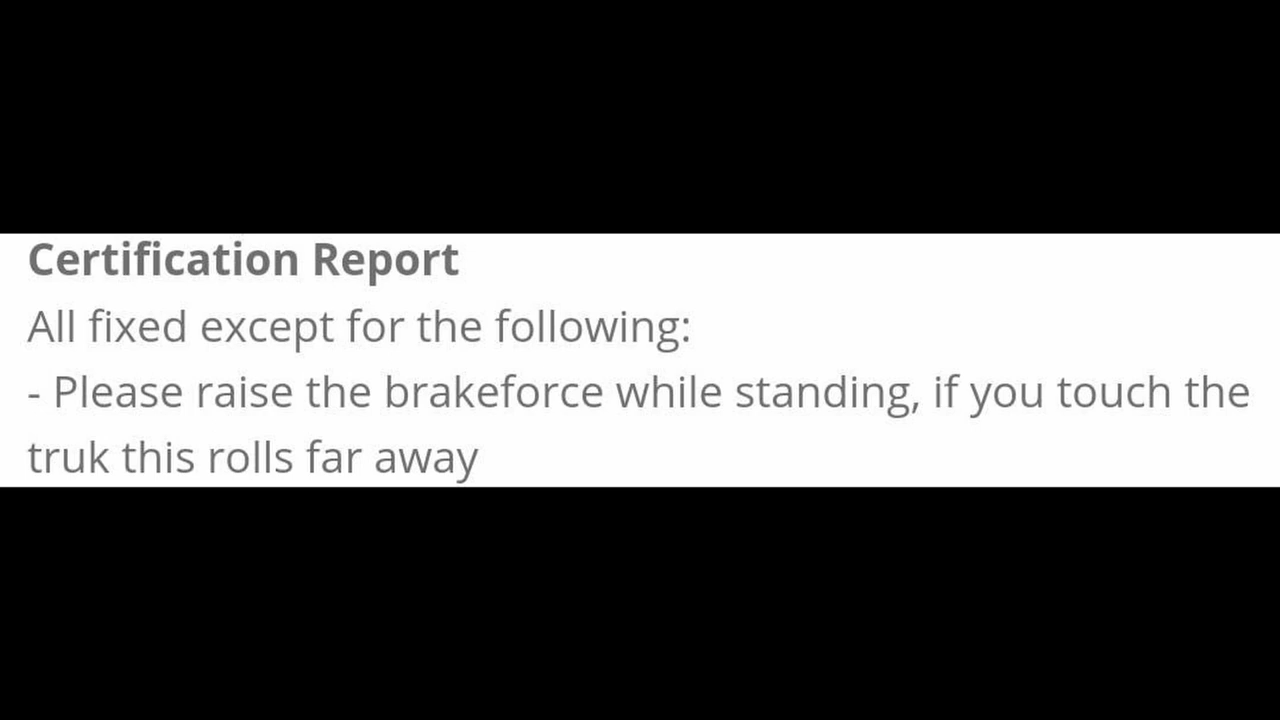 Certification Report
All fixed except for the following:
- Please raise the brakeforce while standing, if you touch the
truk this rolls far away